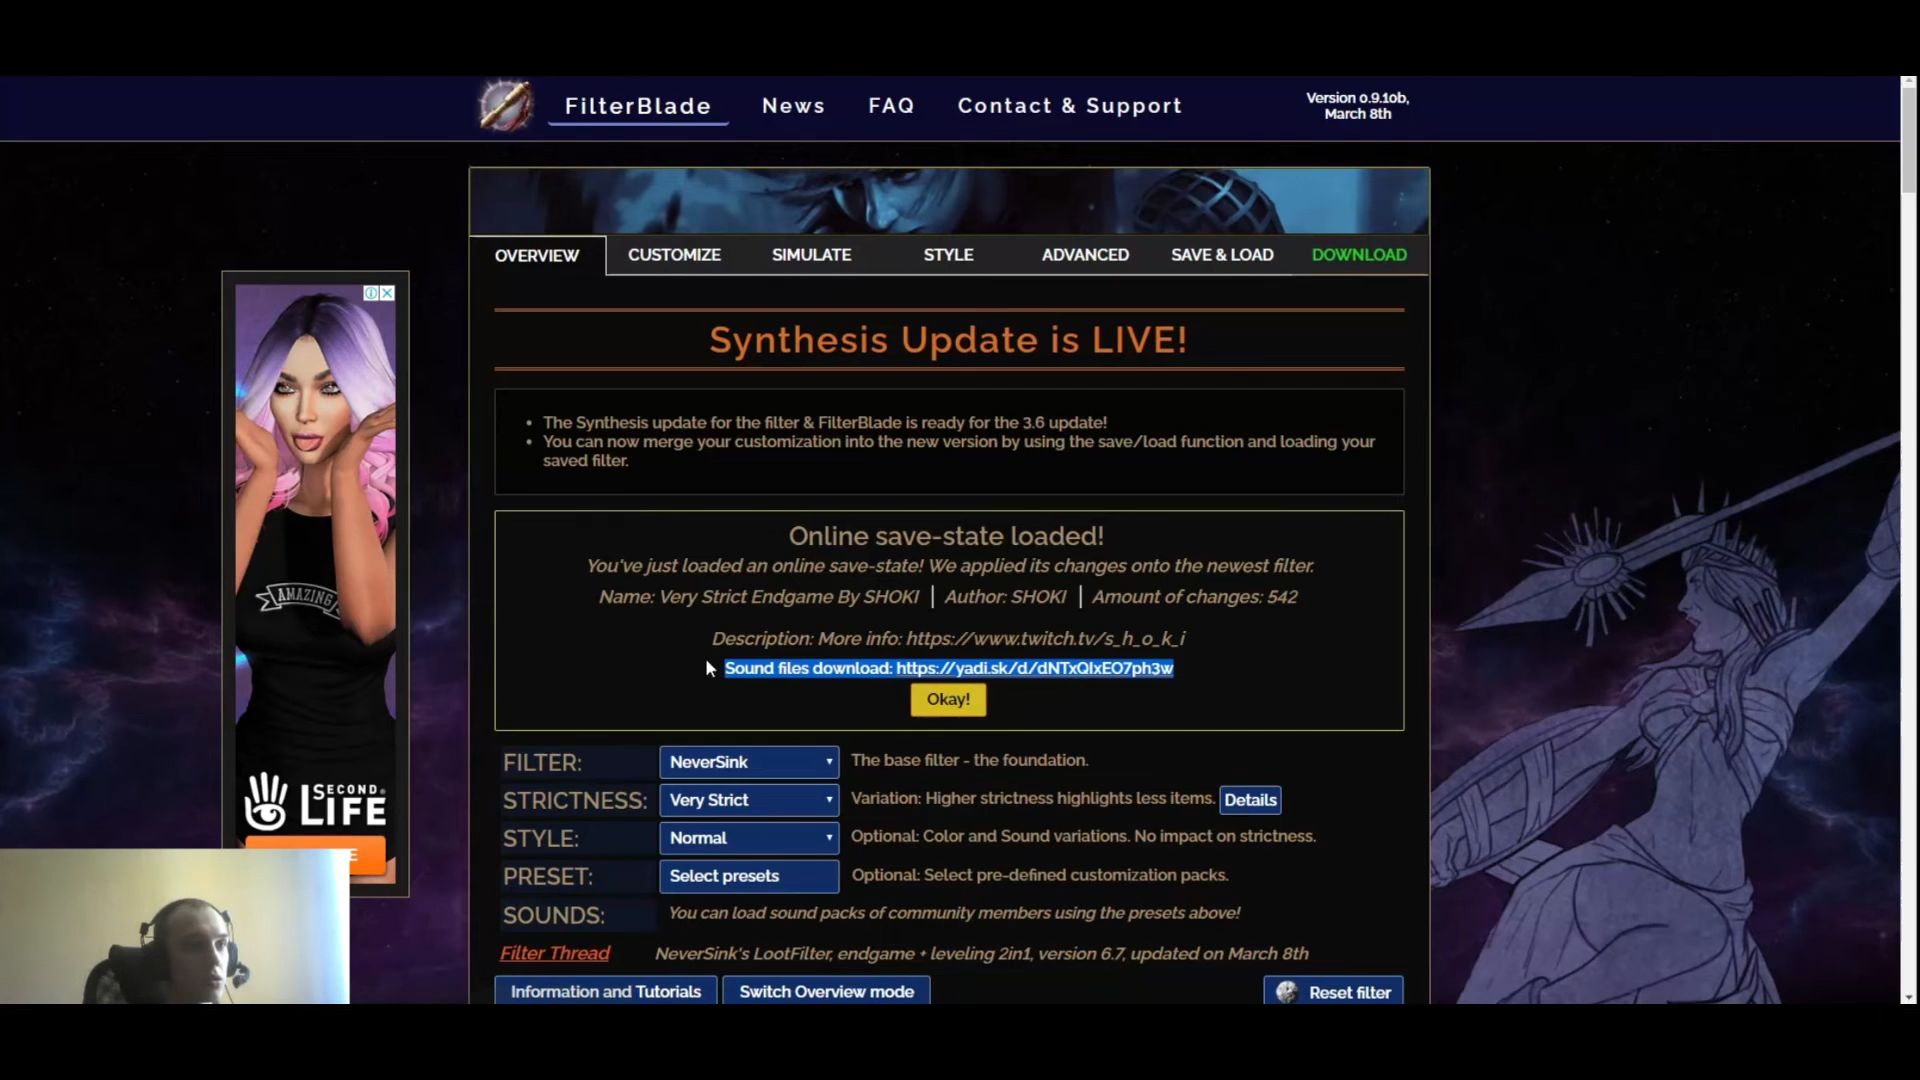 FilterBlade
News
FAQ
Contact & Support
Version 0.9.10b,
March 8th
OVERVIEW
CUSTOMIZE
SIMULATE
STYLE
ADVANCED
SAVE & LOAD
DOWNLOAD
Synthesis Update is LIVE!
• The Synthesis update for the filter & FilterBlade is ready for the 3.6 update!
• You can now merge your customization into the new version by using the save/load function and loading your
saved filter.
Online save-state loaded!
You've just loaded an online save-state! We applied its changes onto the newest filter.
Name: Very Strict Endgame By SHOKI | Author: SHOKI | Amount of changes: 542
Description: More info: https://www.twitch.tv/s_h_o_k_i
Sound files download: https://yadi.sk/d/dNTxQIxEO7ph3w
Okay!
AMAZING
SECOND
LIFE
E
FILTER: NeverSink The base filter - the foundation.
STRICTNESS: Very Strict Variation: Higher strictness highlights less items. Details
STYLE: Normal Optional: Color and Sound variations. No impact on strictness.
PRESET: Select presets Optional: Select pre-defined customization packs.
SOUNDS: You can load sound packs of community members using the presets above!
Filter Thread NeverSink's LootFilter, endgame + leveling 2in1, version 6.7, updated on March 8th
Information and Tutorials
Switch Overview mode
Reset filter